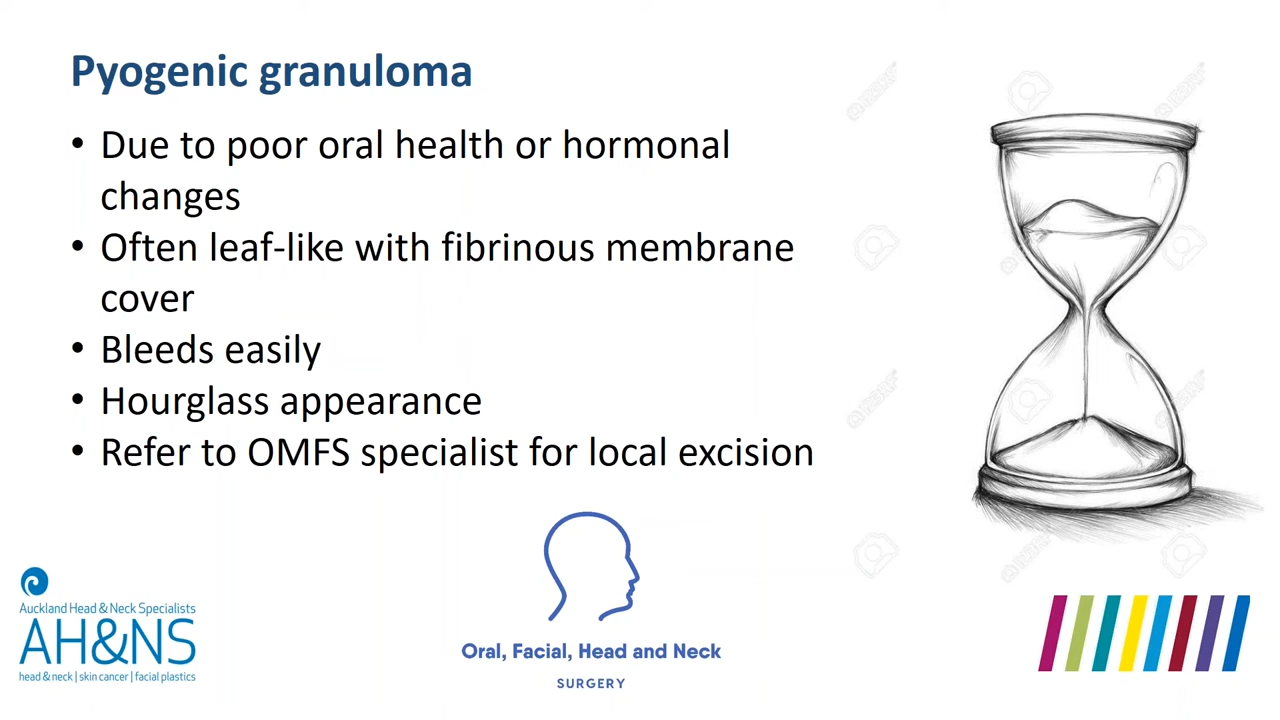 Pyogenic granuloma
• Due to poor oral health or hormonal
changes
• Often leaf-like with fibrinous membrane
cover
• Bleeds easily
• Hourglass appearance
• Refer to OMFS specialist for local excision
Auckland Head & Neck Specialists
AH&NS
head & neck | skin cancer | facial plastics
Oral, Facial, Head and Neck
SURGERY